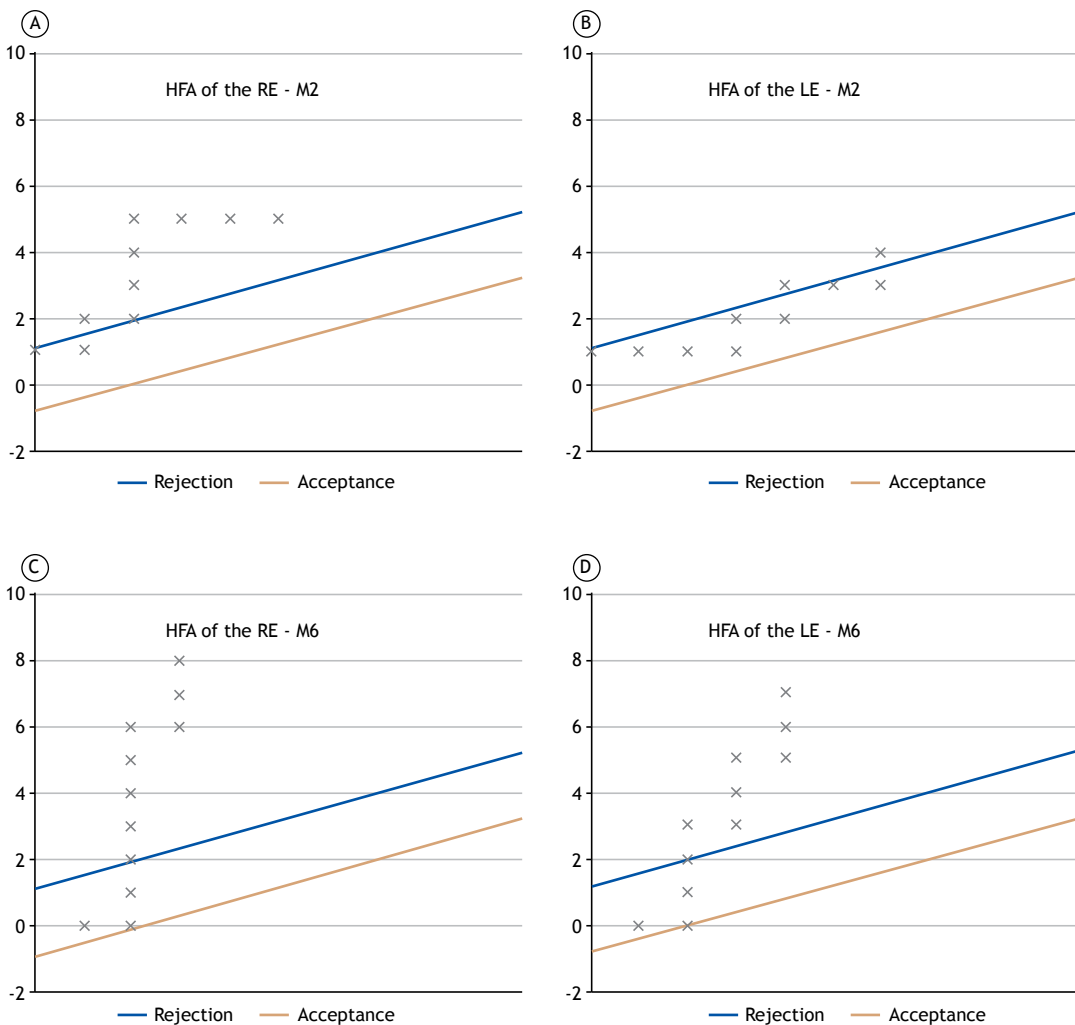 A
10
HFA of the RE - M2
8
6
4
2
0
-2
Rejection Acceptance
B
10
HFA of the LE - M2
8
6
4
2
0
-2
Rejection Acceptance
C
10
HFA of the RE - M6
8
6
4
2
0
-2
Rejection Acceptance
D
10
HFA of the LE - M6
8
6
4
2
0
-2
Rejection Acceptance